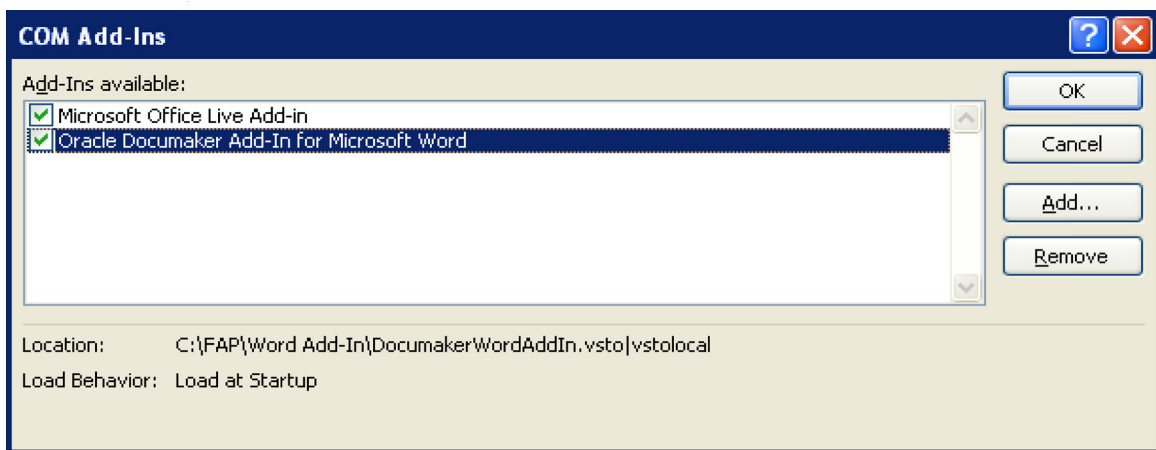 COM Add-Ins
?
Add-Ins available:
Microsoft Office Live Add-in
Oracle Documaker Add-In for Microsoft Word
OK
Cancel
Add...
Remove
Location: C:\FAP\Word Add-In\DocumakerWordAddIn.vsto|vstolocal
Load Behavior: Load at Startup